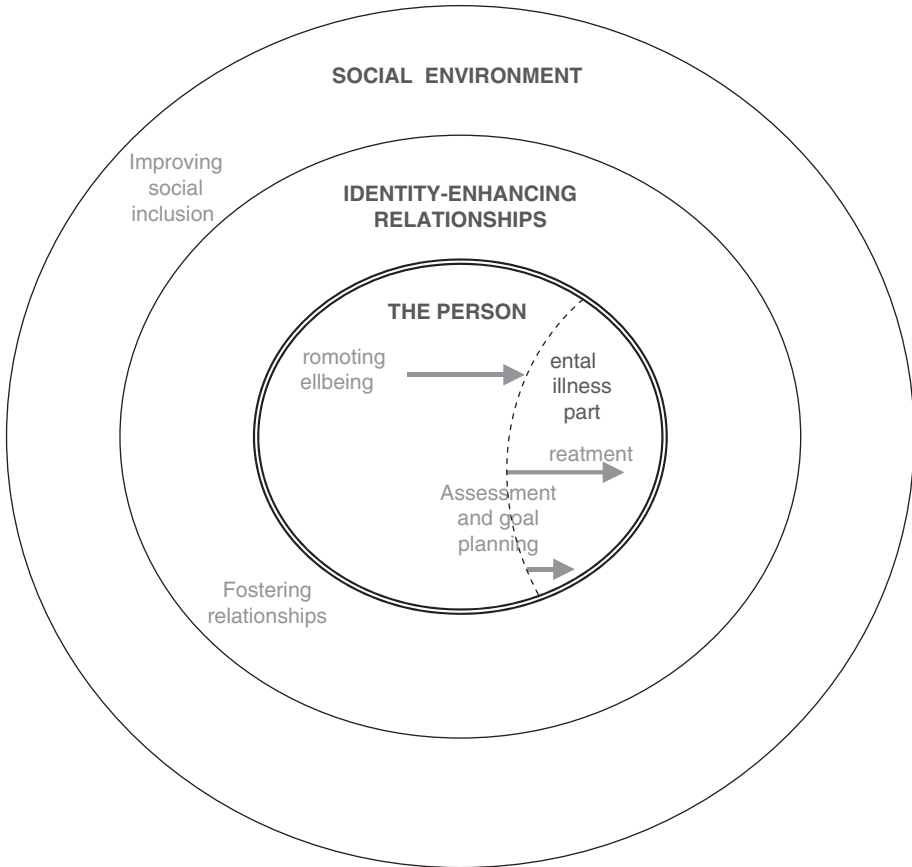 SOCIAL ENVIRONMENT
Improving
social
inclusion
IDENTITY-ENHANCING
RELATIONSHIPS
THE PERSON
romoting
ellbeing
ental
illness
part
reatment
Assessment
and goal
planning
Fostering
relationships